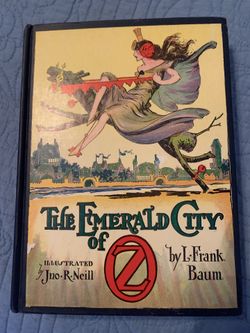 The Emerald City
of OZ
Illustrated
by Jno. R. Neill
by L. Frank
Baum